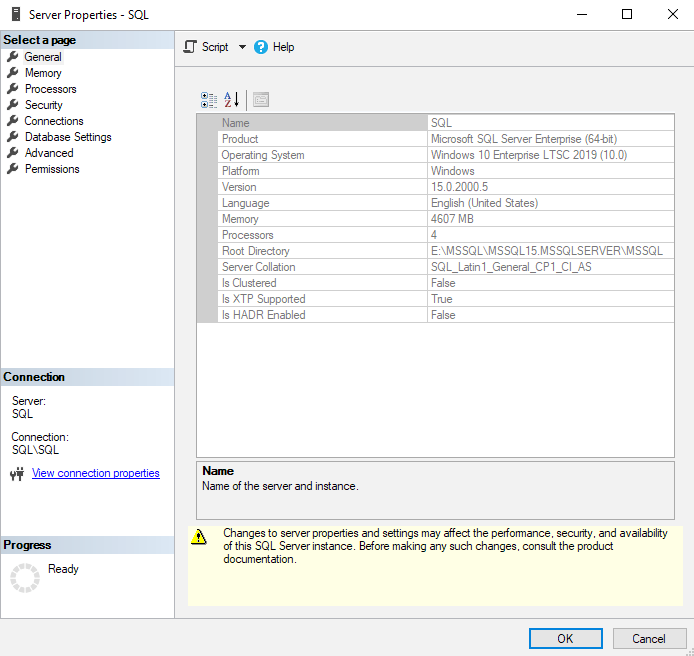 Server Properties - SQL
Select a page
General
Memory
Processors
Security
Connections
Database Settings
Advanced
Permissions
Connection
Server:
SQL
Connection:
SQL\SQL
View connection properties
Progress
Ready
Script Help
Name SQL
Product Microsoft SQL Server Enterprise (64-bit)
Operating System Windows 10 Enterprise LTSC 2019 (10.0)
Platform Windows
Version 15.0.2000.5
Language English (United States)
Memory 4607 MB
Processors 4
Root Directory E:\MSSQL\MSSQL15.MSSQLSERVER\MSSQL
Server Collation SQL_Latin1_General_CP1_CI_AS
Is Clustered False
Is XTP Supported True
Is HADR Enabled False
Name
Name of the server and instance.
Changes to server properties and settings may affect the performance, security, and availability
of this SQL Server instance. Before making any such changes, consult the product
documentation.
OK Cancel